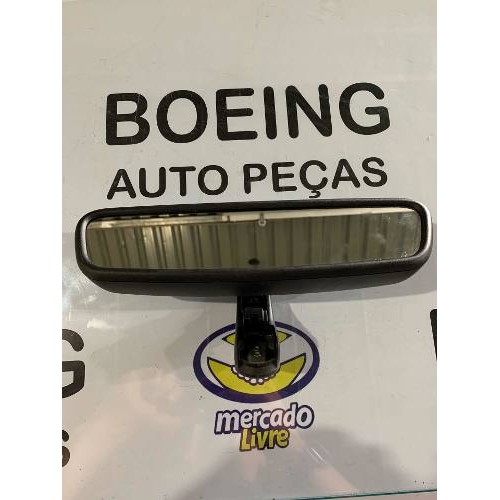 BOEING
AUTO PEÇAS
mercado
Livre